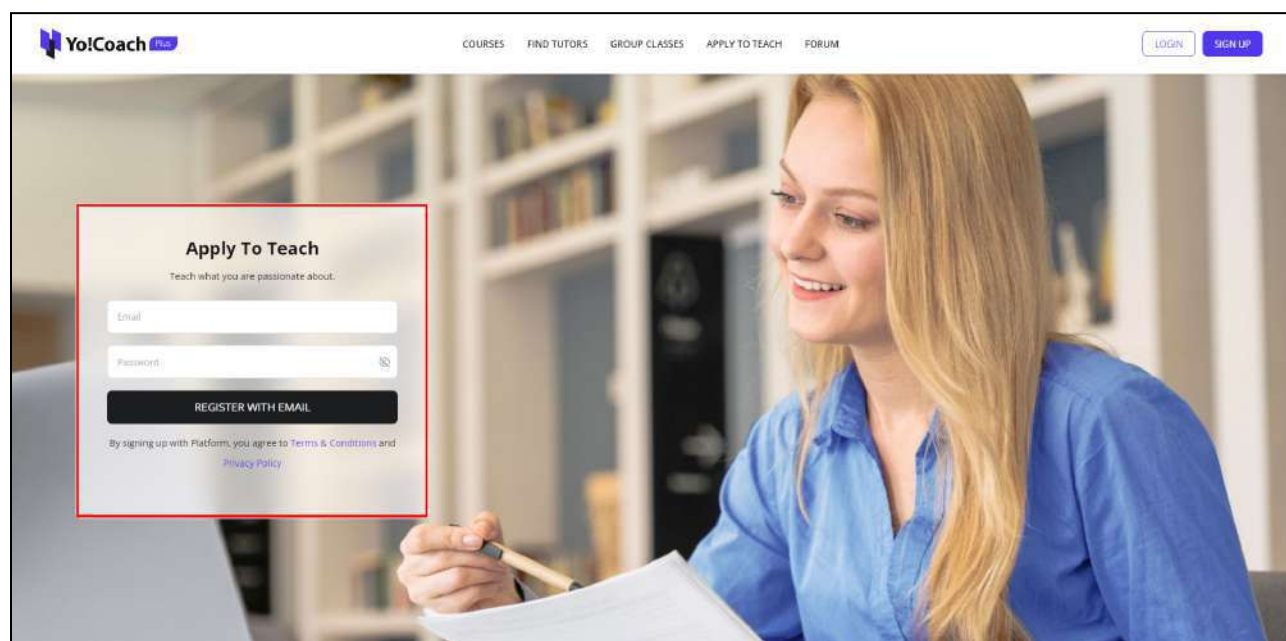 Yo!Coach Plus
COURSES FIND TUTORS GROUP CLASSES APPLY TO TEACH FORUM
LOGIN SIGN UP
Apply To Teach
Teach what you are passionate about.
Email
Password
REGISTER WITH EMAIL
By signing up with Platform, you agree to Terms & Conditions and
Privacy Policy